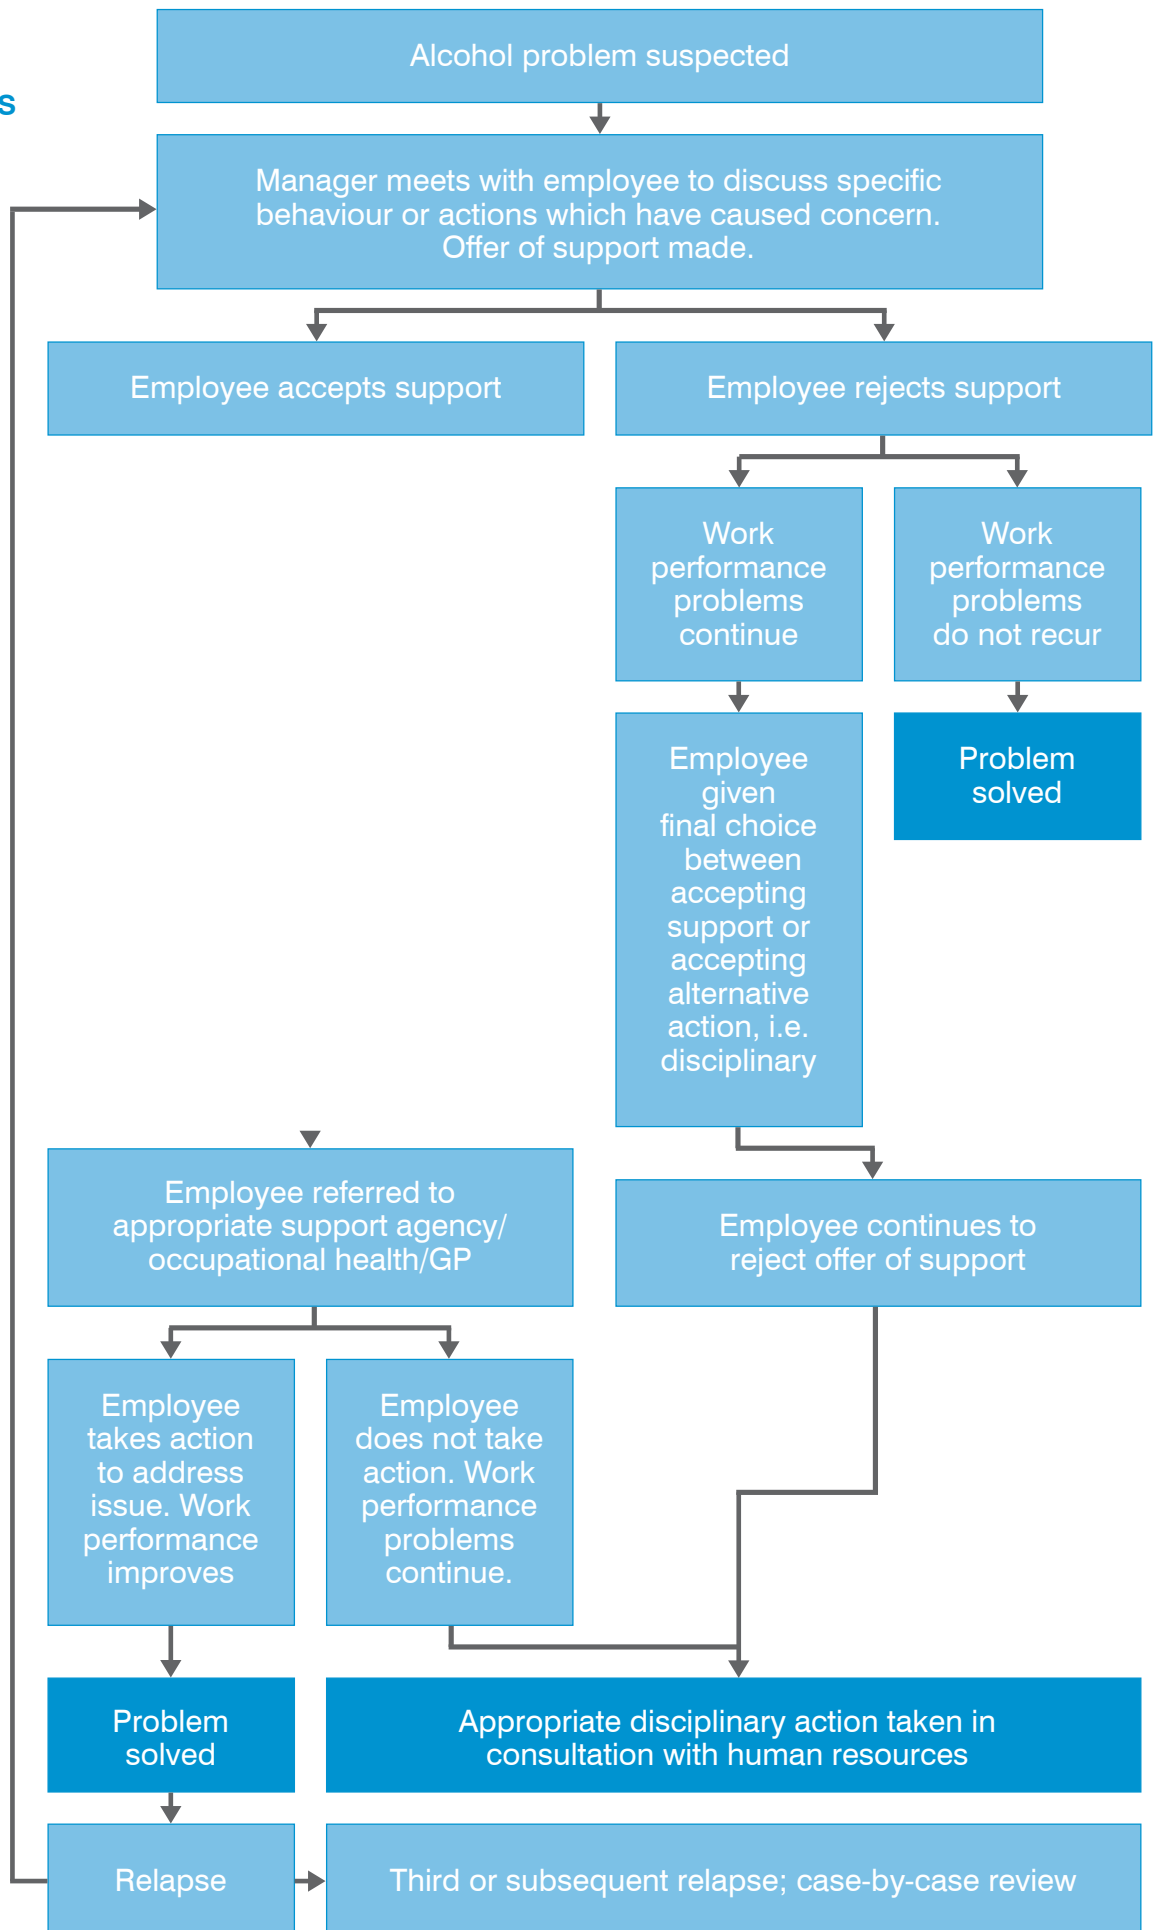 Alcohol problem suspected
Manager meets with employee to discuss specific
behaviour or actions which have caused concern.
Offer of support made.
Employee accepts support
Employee rejects support
Work
performance
problems
continue
Work
performance
problems
do not recur
Employee
given
final choice
between
accepting
support or
accepting
alternative
action, i.e.
disciplinary
Problem
solved
Employee referred to
appropriate support agency/
occupational health/GP
Employee continues to
reject offer of support
Employee
takes action
to address
issue. Work
performance
improves
Employee
does not take
action. Work
performance
problems
continue.
Problem
solved
Appropriate disciplinary action taken in
consultation with human resources
Relapse
Third or subsequent relapse; case-by-case review